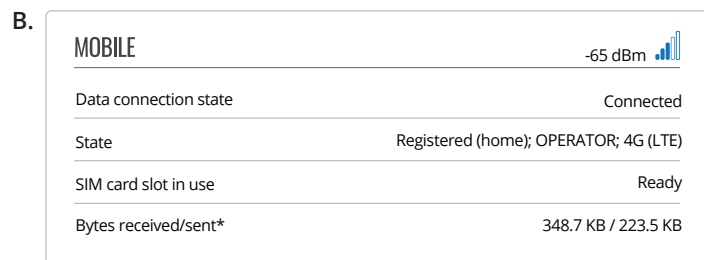 B.
MOBILE -65 dBm
Data connection state Connected
State Registered (home); OPERATOR; 4G (LTE)
SIM card slot in use Ready
Bytes received/sent* 348.7 KB / 223.5 KB